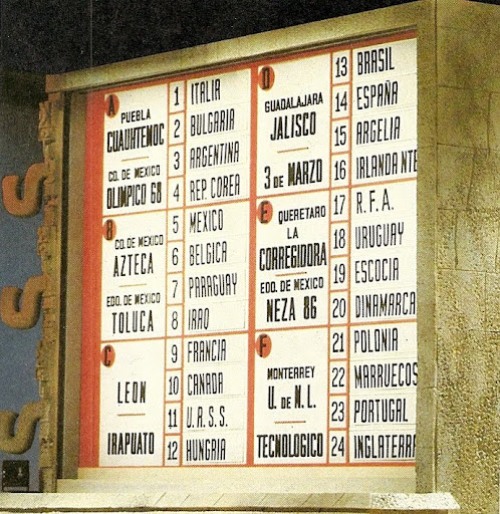 A
PUEBLA
CUAUHTEMOC
CD. DE MEXICO
OLIMPICO 68
1 ITALIA
2 BULGARIA
3 ARGENTINA
4 REP. COREA
B
CD. DE MEXICO
AZTECA
EDO. DE MEXICO
TOLUCA
5 MEXICO
6 BELGICA
7 PARAGUAY
8 IRAQ
C
LEON
IRAPUATO
9 FRANCIA
10 CANADA
11 U.R.S.S.
12 HUNGRIA
D
GUADALAJARA
JALISCO
3 DE MARZO
13 BRASIL
14 ESPAÑA
15 ARGELIA
16 IRLANDA NTE
E
QUERETARO
LA
CORREGIDORA
EDO. DE MEXICO
NEZA 86
17 R.F.A.
18 URUGUAY
19 ESCOCIA
20 DINAMARCA
F
MONTERREY
U. DE N.L.
TECNOLOGICO
21 POLONIA
22 MARRUECOS
23 PORTUGAL
24 INGLATERRA